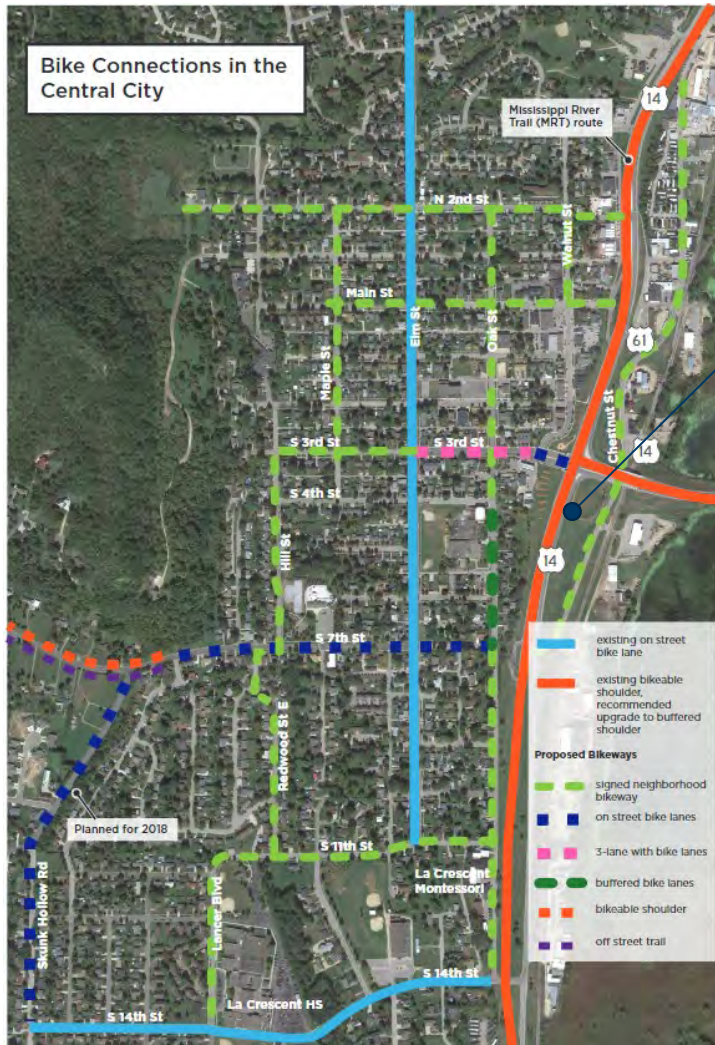 Bike Connections in the
Central City
14
Mississippi River
Trail (MRT) route
N 2nd St
Walnut St
Main St
Elm St
Oak St
Maple St
61
Chestnut St
S 3rd St
S 3rd St
14
S 4th St
Hill St
14
S 7th St
existing on street
bike lane
existing bikeable
shoulder,
recommended
upgrade to buffered
shoulder
Proposed Bikeways
signed neighborhood
bikeway
on street bike lanes
3-lane with bike lanes
buffered bike lanes
bikeable shoulder
off street trail
Redwood St E
Planned for 2018
S 11th St
La Crescent
Montessori
Skunk Hollow Rd
Lancer Blvd
S 14th St
La Crescent HS
S 14th St